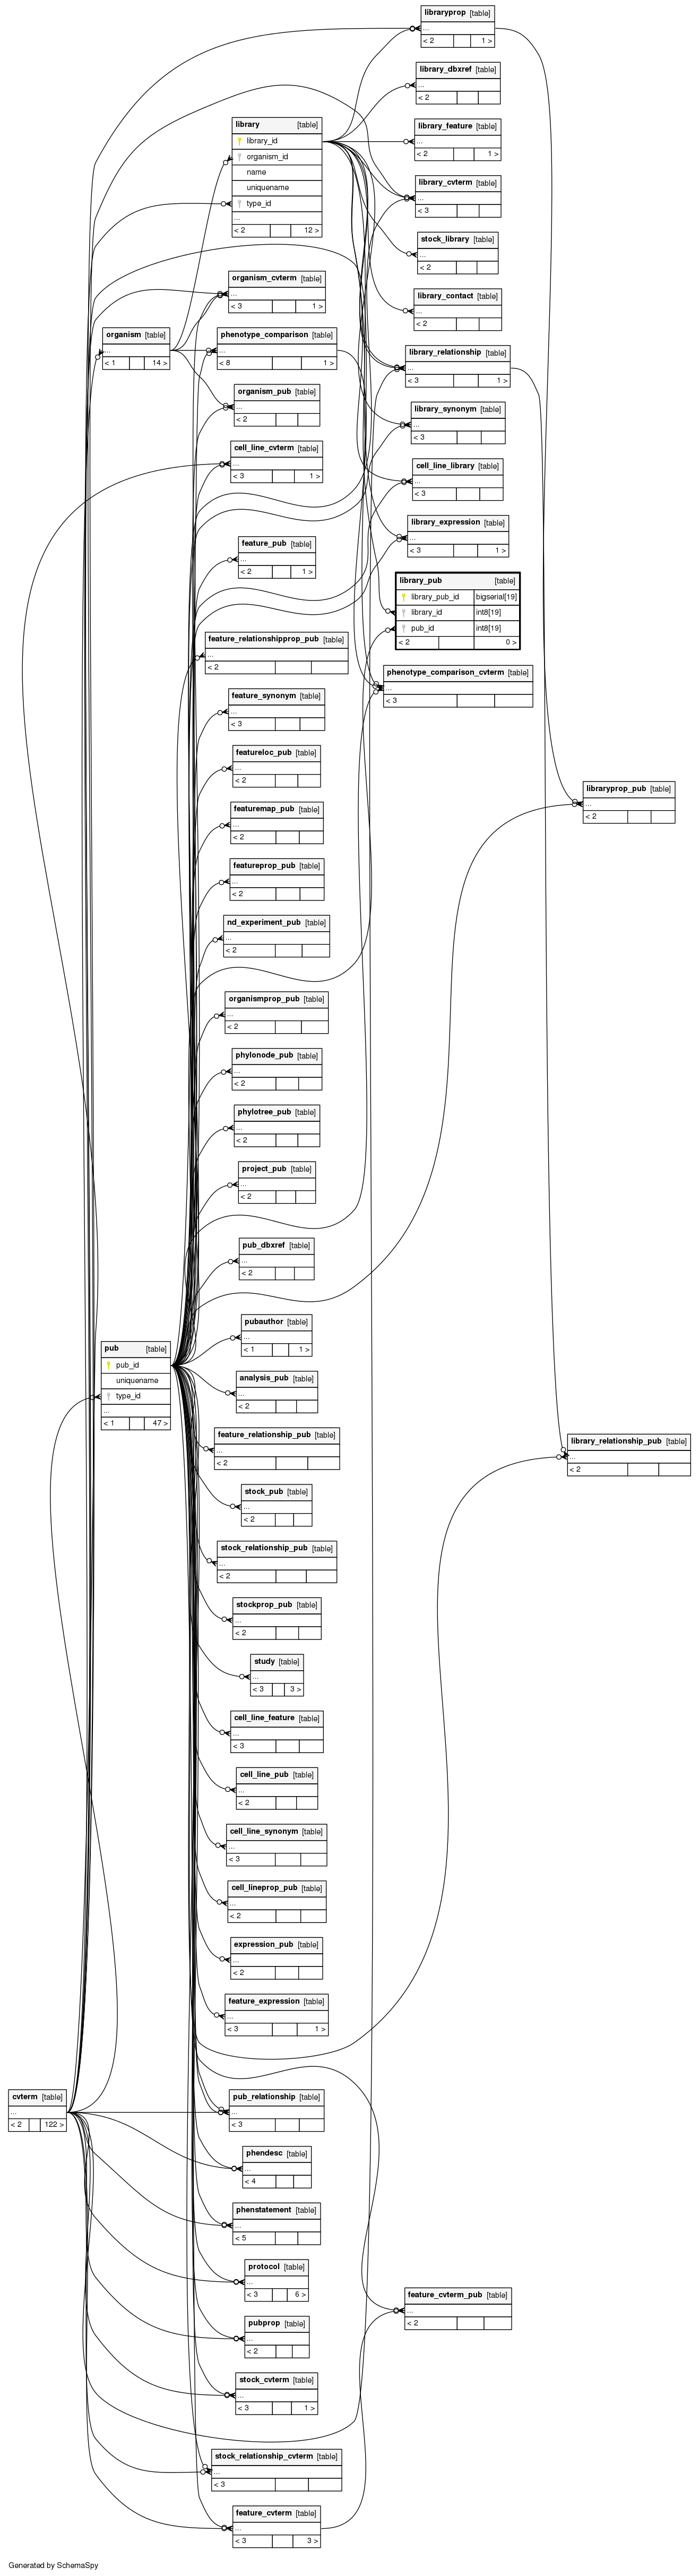 libraryprop [table]
...
< 2 1 >
library_dbxref [table]
...
< 2
library [table]
library_id
organism_id
name
uniquename
type_id
...
< 2 12 >
library_feature [table]
...
< 2 1 >
library_cvterm [table]
...
< 3
stock_library [table]
...
< 2
organism_cvterm [table]
...
< 3 1 >
library_contact [table]
...
< 2
organism [table]
...
< 1 14 >
phenotype_comparison [table]
...
< 8 1 >
library_relationship [table]
...
< 3 1 >
organism_pub [table]
...
< 2
library_synonym [table]
...
< 3
cell_line_cvterm [table]
...
< 3 1 >
cell_line_library [table]
...
< 3
library_expression [table]
...
< 3 1 >
feature_pub [table]
...
< 2 1 >
library_pub [table]
library_pub_id bigserial[19]
library_id int8[19]
pub_id int8[19]
< 2 0 >
feature_relationshipprop_pub [table]
...
< 2
phenotype_comparison_cvterm [table]
...
< 3
feature_synonym [table]
...
< 3
featureloc_pub [table]
...
< 2
libraryprop_pub [table]
...
< 2
featuremap_pub [table]
...
< 2
featureprop_pub [table]
...
< 2
nd_experiment_pub [table]
...
< 2
organismprop_pub [table]
...
< 2
phylonode_pub [table]
...
< 2
phylotree_pub [table]
...
< 2
project_pub [table]
...
< 2
pub_dbxref [table]
...
< 2
pubauthor [table]
...
< 1 1 >
pub [table]
pub_id
uniquename
type_id
...
< 1 47 >
analysis_pub [table]
...
< 2
feature_relationship_pub [table]
...
< 2
library_relationship_pub [table]
...
< 2
stock_pub [table]
...
< 2
stock_relationship_pub [table]
...
< 2
stockprop_pub [table]
...
< 2
study [table]
...
< 3 3 >
cell_line_feature [table]
...
< 3
cell_line_pub [table]
...
< 2
cell_line_synonym [table]
...
< 3
cell_lineprop_pub [table]
...
< 2
expression_pub [table]
...
< 2
feature_expression [table]
...
< 3 1 >
cvterm [table]
...
< 2 122 >
pub_relationship [table]
...
< 3
phendesc [table]
...
< 4
phenstatement [table]
...
< 5
protocol [table]
...
< 3 6 >
feature_cvterm_pub [table]
...
< 2
pubprop [table]
...
< 2
stock_cvterm [table]
...
< 3 1 >
stock_relationship_cvterm [table]
...
< 3
feature_cvterm [table]
...
< 3 3 >
Generated by SchemaSpy